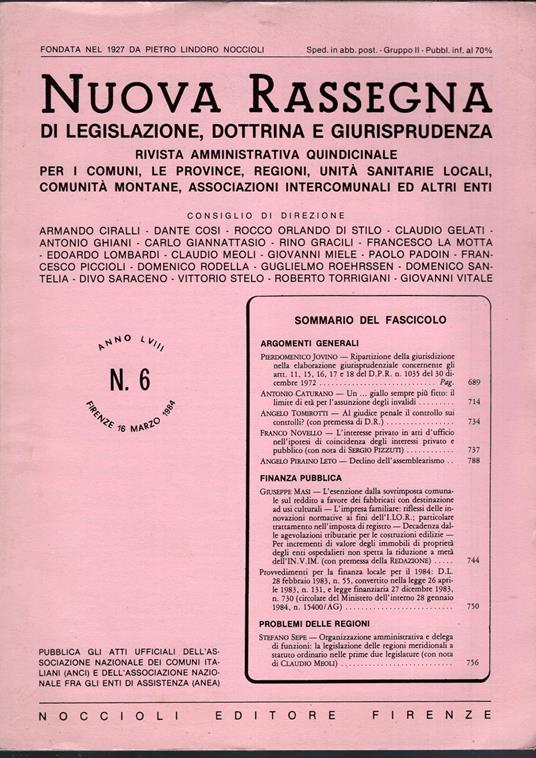 FONDATA NEL 1927 DA PIETRO LINDORO NOCCIOLI Sped. in abb. post. - Gruppo II - Pubbl. inf. al 70%
NUOVA RASSEGNA
DI LEGISLAZIONE, DOTTRINA E GIURISPRUDENZA
RIVISTA AMMINISTRATIVA QUINDICINALE
PER I COMUNI, LE PROVINCE, REGIONI, UNITÀ SANITARIE LOCALI,
COMUNITÀ MONTANE, ASSOCIAZIONI INTERCOMUNALI ED ALTRI ENTI
CONSIGLIO DI DIREZIONE
ARMANDO CIRALLI - DANTE COSI - ROCCO ORLANDO DI STILO - CLAUDIO GELATI -
ANTONIO GHIANI - CARLO GIANNATTASIO - RINO GRACILI - FRANCESCO LA MOTTA
- EDOARDO LOMBARDI - CLAUDIO MEOLI - GIOVANNI MIELE - PAOLO PADOIN - FRAN-
CESCO PICCIOLI - DOMENICO RODELLA - GUGLIELMO ROEHRSSEN - DOMENICO SAN-
TELIA - DIVO SARACENO - VITTORIO STELO - ROBERTO TORRIGIANI - GIOVANNI VITALE
ANNO LVIII
N. 6
FIRENZE 16 MARZO 1984
SOMMARIO DEL FASCICOLO
ARGOMENTI GENERALI
PIERDOMENICO JOVINO — Ripartizione della giurisdizione
nella elaborazione giurisprudenziale concernente gli
artt. 11, 15, 16, 17 e 18 del D.P.R. n. 1035 del 30 di-
cembre 1972 .............................. Pag. 689
ANTONIO CATURANO — Un ... giallo sempre più fitto: il
limite di età per l'assunzione degli invalidi ......... 714
ANGELO TOMIROTTI — Al giudice penale il controllo sui
controlli? (con premessa di D.R.) .................. 734
FRANCO NOVELLO — L'interesse privato in atti d'ufficio
nell'ipotesi di coincidenza degli interessi privato e
pubblico (con nota di SERGIO PIZZUTI) ............ 737
ANGELO PIRAINO LETO — Declino dell'assemblearismo .. 788
FINANZA PUBBLICA
GIUSEPPE MASI — L'esenzione dalla sovrimposta comuna-
le sul reddito a favore dei fabbricati con destinazione
ad usi culturali — L'impresa familiare: riflessi delle in-
novazioni normative ai fini dell'I.LO.R.; particolare
trattamento nell'imposta di registro — Decadenza dal-
le agevolazioni tributarie per le costruzioni edilizie —
Per incrementi di valore degli immobili di proprietà
degli enti ospedalieri non spetta la riduzione a metà
dell'IN.V.IM. (con premessa della REDAZIONE) ..... 744
Provvedimenti per la finanza locale per il 1984: D.L.
28 febbraio 1983, n. 55, convertito nella legge 26 apri-
le 1983, n. 131, e legge finanziaria 27 dicembre 1983,
n. 730 (circolare del Ministero dell'interno 28 gennaio
1984, n. 15400/AG) ............................. 750
PROBLEMI DELLE REGIONI
STEFANO SEPE — Organizzazione amministrativa e delega
di funzioni: la legislazione delle regioni meridionali a
statuto ordinario nelle prime due legislature (con nota
di CLAUDIO MEOLI) ............................. 756
PUBBLICA GLI ATTI UFFICIALI DELL'AS-
SOCIAZIONE NAZIONALE DEI COMUNI ITA-
LIANI (ANCI) E DELL'ASSOCIAZIONE NAZIO-
NALE FRA GLI ENTI DI ASSISTENZA (ANEA)
NOCCIOLI EDITORE FIRENZE